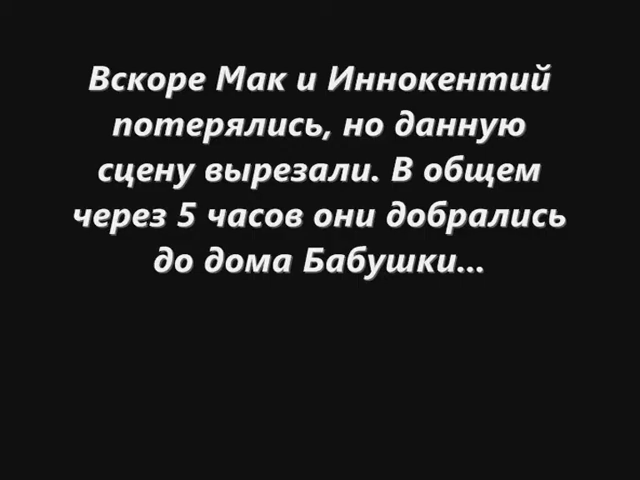 Вскоре Мак и Иннокентий
потерялись, но данную
сцену вырезали. В общем
через 5 часов они добрались
до дома Бабушки...